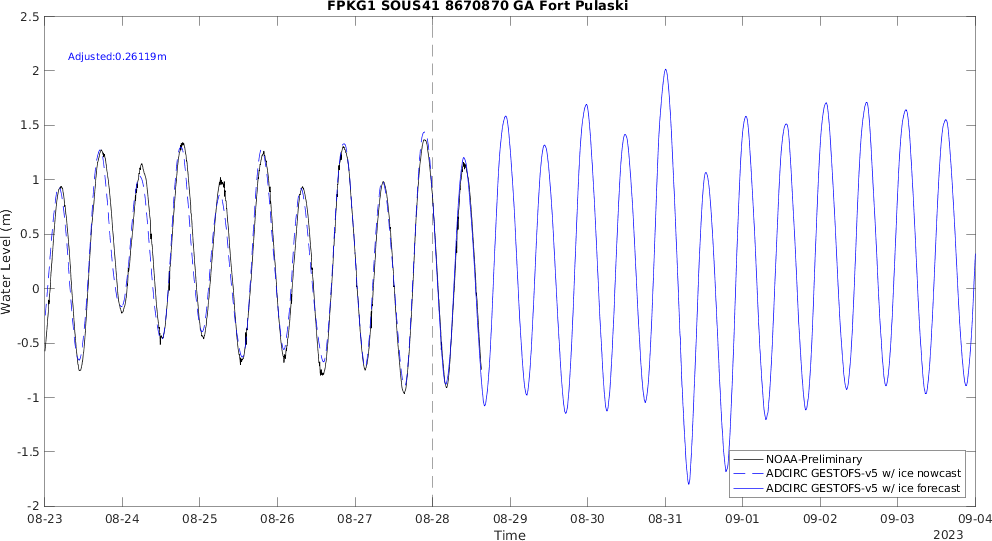 FPKG1 SOUS41 8670870 GA Fort Pulaski
Adjusted:0.26119m
Water Level (m)
2.5
2
1.5
1
0.5
0
-0.5
-1
-1.5
-2
NOAA-Preliminary
ADCIRC GESTOFS-v5 w/ ice nowcast
ADCIRC GESTOFS-v5 w/ ice forecast
08-23 08-24 08-25 08-26 08-27 08-28 08-29 08-30 08-31 09-01 09-02 09-03 09-04
Time
2023